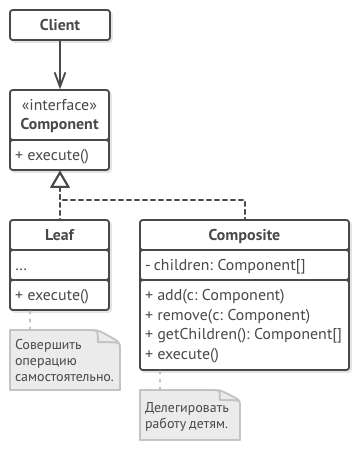 Client
«interface»
Component
+ execute()
Leaf
...
+ execute()
Совершить
операцию
самостоятельно.
Composite
- children: Component[]
+ add(c: Component)
+ remove(c: Component)
+ getChildren(): Component[]
+ execute()
Делегировать
работу детям.